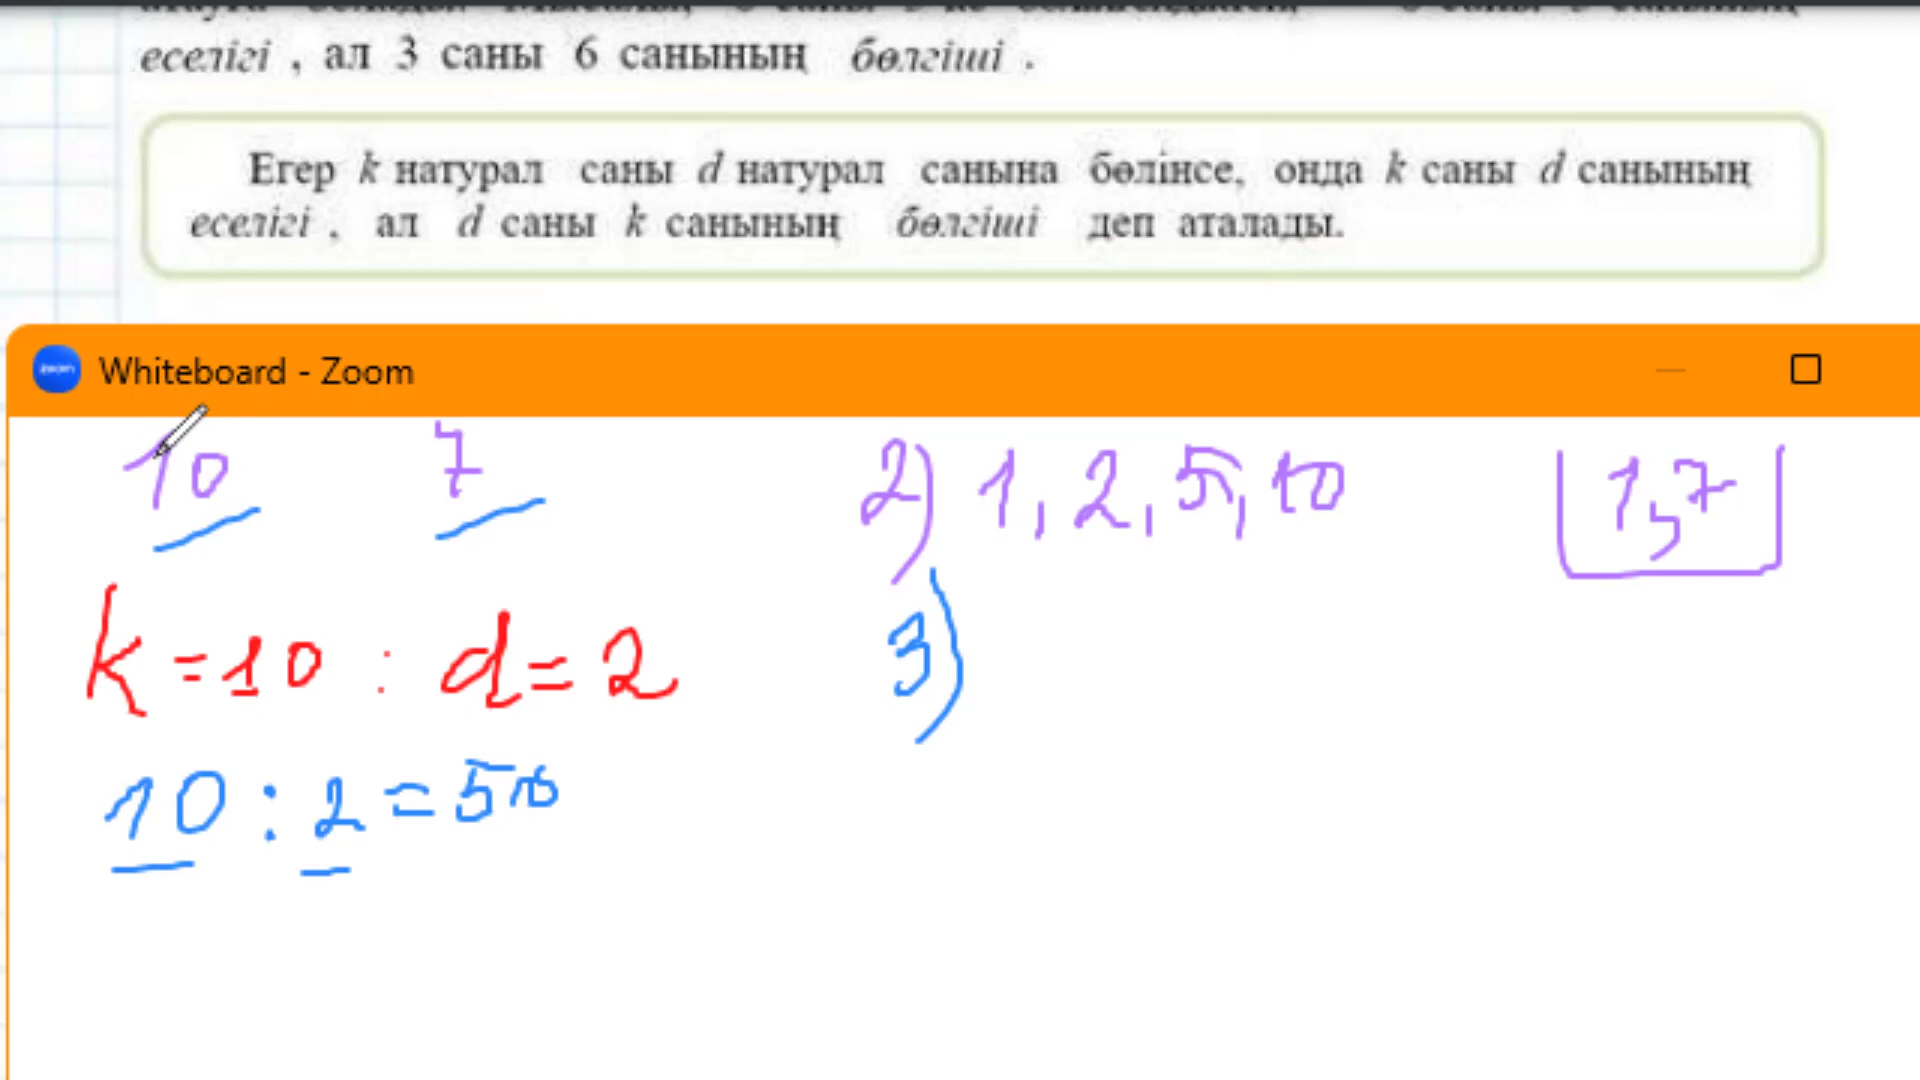 еселігі , ал 3 саны 6 санының бөлгіші .
Егер k натурал саны d натурал санына бөлінсе, онда k саны d санының
еселігі , ал d саны k санының бөлгіші деп аталады.
zoom Whiteboard - Zoom
10 7 2) 1, 2, 5, 10 1,7
k=10 : d=2 3)
10 : 2 = 5